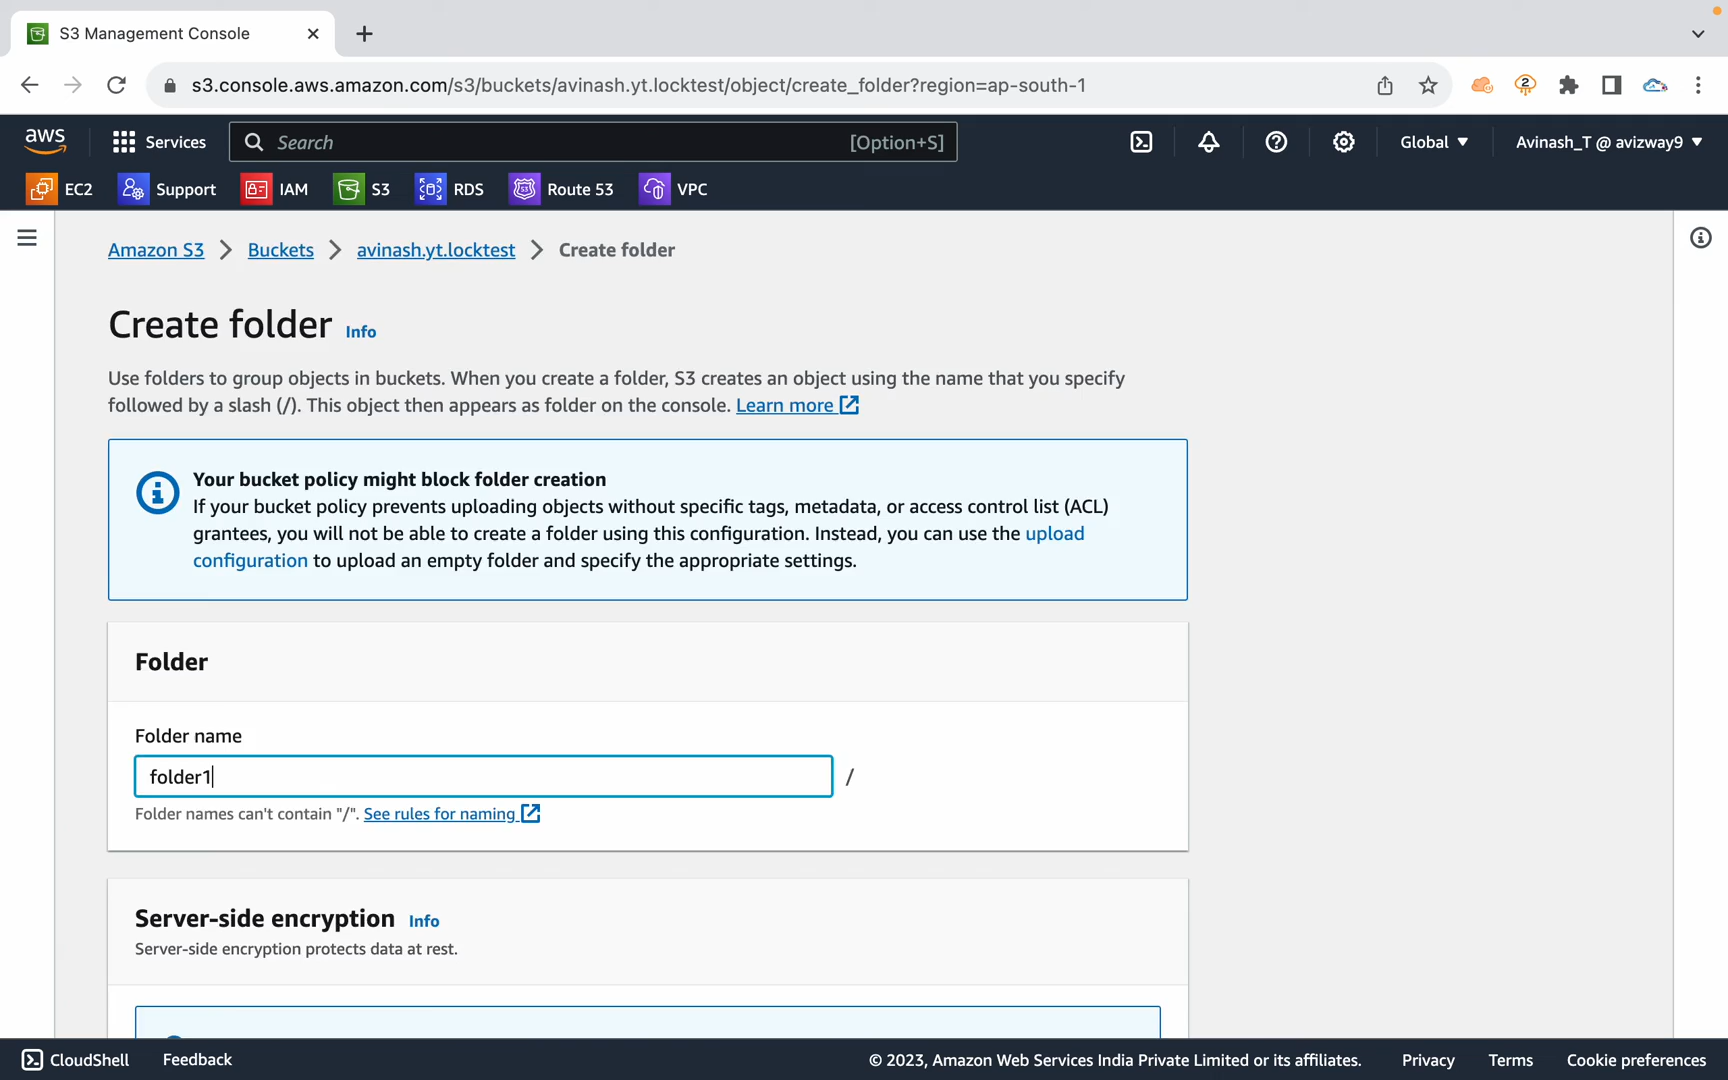 S3 Management Console
s3.console.aws.amazon.com/s3/buckets/avinash.yt.locktest/object/create_folder?region=ap-south-1
2
aws
Services
Search
[Option+S]
Global
Avinash_T @ avizway9
EC2
Support
IAM
S3
RDS
Route 53
VPC
Amazon S3 > Buckets > avinash.yt.locktest > Create folder
Create folder Info
Use folders to group objects in buckets. When you create a folder, S3 creates an object using the name that you specify
followed by a slash (/). This object then appears as folder on the console. Learn more
Your bucket policy might block folder creation
If your bucket policy prevents uploading objects without specific tags, metadata, or access control list (ACL)
grantees, you will not be able to create a folder using this configuration. Instead, you can use the upload
configuration to upload an empty folder and specify the appropriate settings.
Folder
Folder name
folder1 /
Folder names can't contain "/". See rules for naming
Server-side encryption Info
Server-side encryption protects data at rest.
CloudShell
Feedback
© 2023, Amazon Web Services India Private Limited or its affiliates.
Privacy
Terms
Cookie preferences